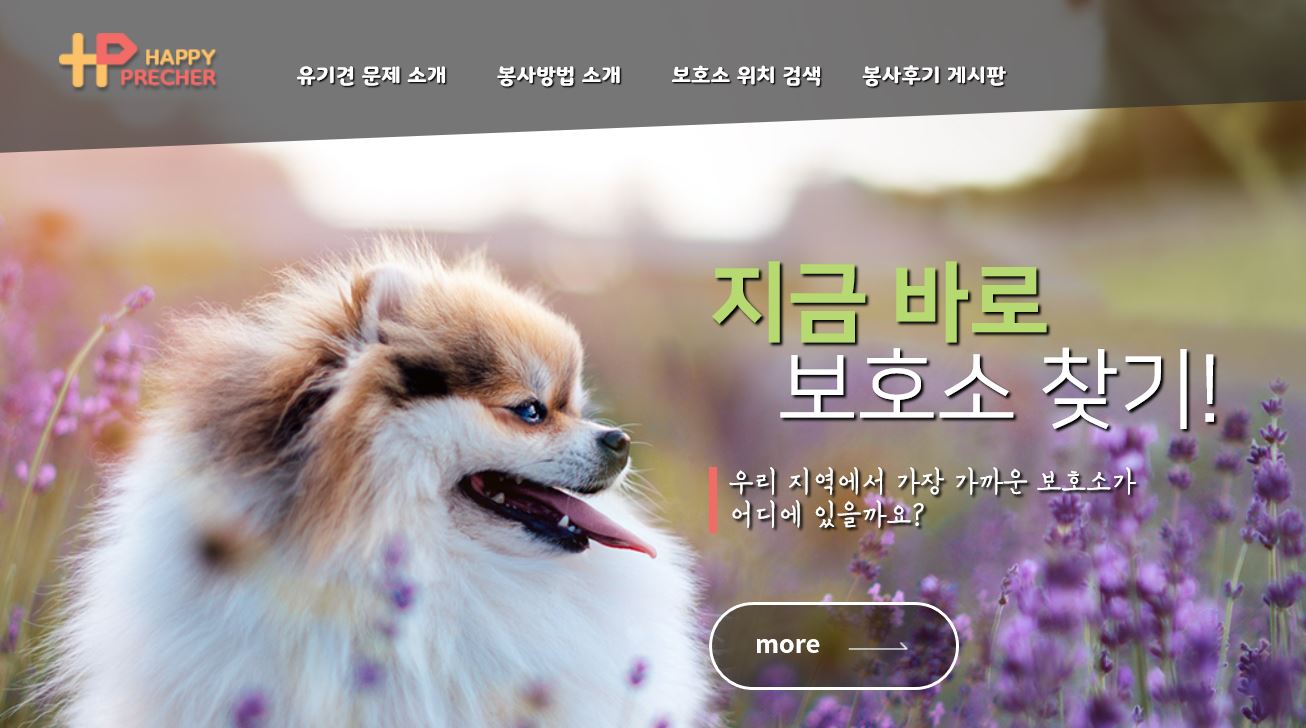 HAPPY
PRECHER
유기견 문제 소개
봉사방법 소개
보호소 위치 검색
봉사후기 게시판
지금 바로
보호소 찾기!
우리 지역에서 가장 가까운 보호소가
어디에 있을까요?
more